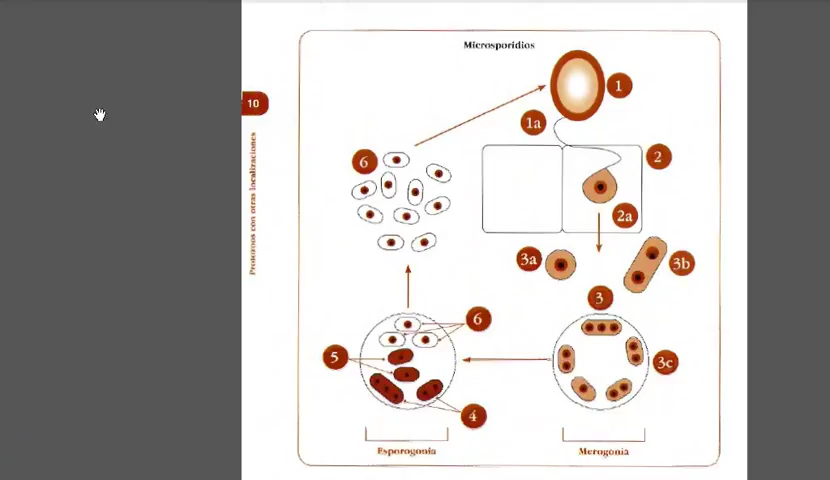 Microsporidios
1
10
1a
6
2
2a
3a
3b
3
6
5
3c
4
Esporogonia
Merogonia
Protozoos con otras localizaciones